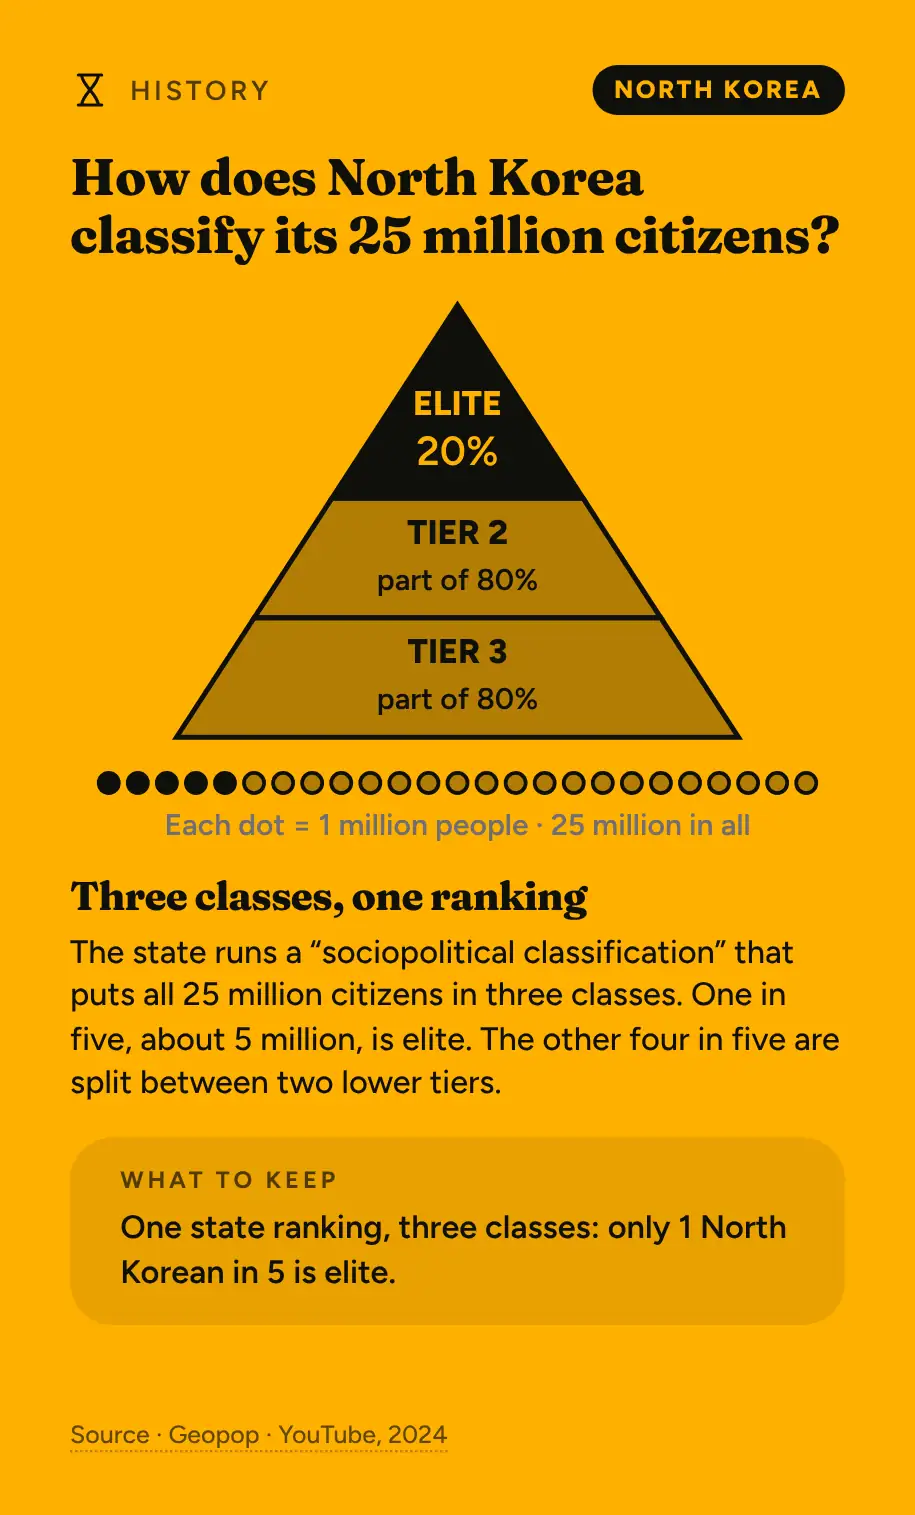 HISTORY
NORTH KOREA
How does North Korea
classify its 25 million citizens?
ELITE
20%
TIER 2
part of 80%
TIER 3
part of 80%
Each dot = 1 million people · 25 million in all
Three classes, one ranking
The state runs a “sociopolitical classification” that
puts all 25 million citizens in three classes. One in
five, about 5 million, is elite. The other four in five are
split between two lower tiers.
WHAT TO KEEP
One state ranking, three classes: only 1 North
Korean in 5 is elite.
Source · Geopop · YouTube, 2024